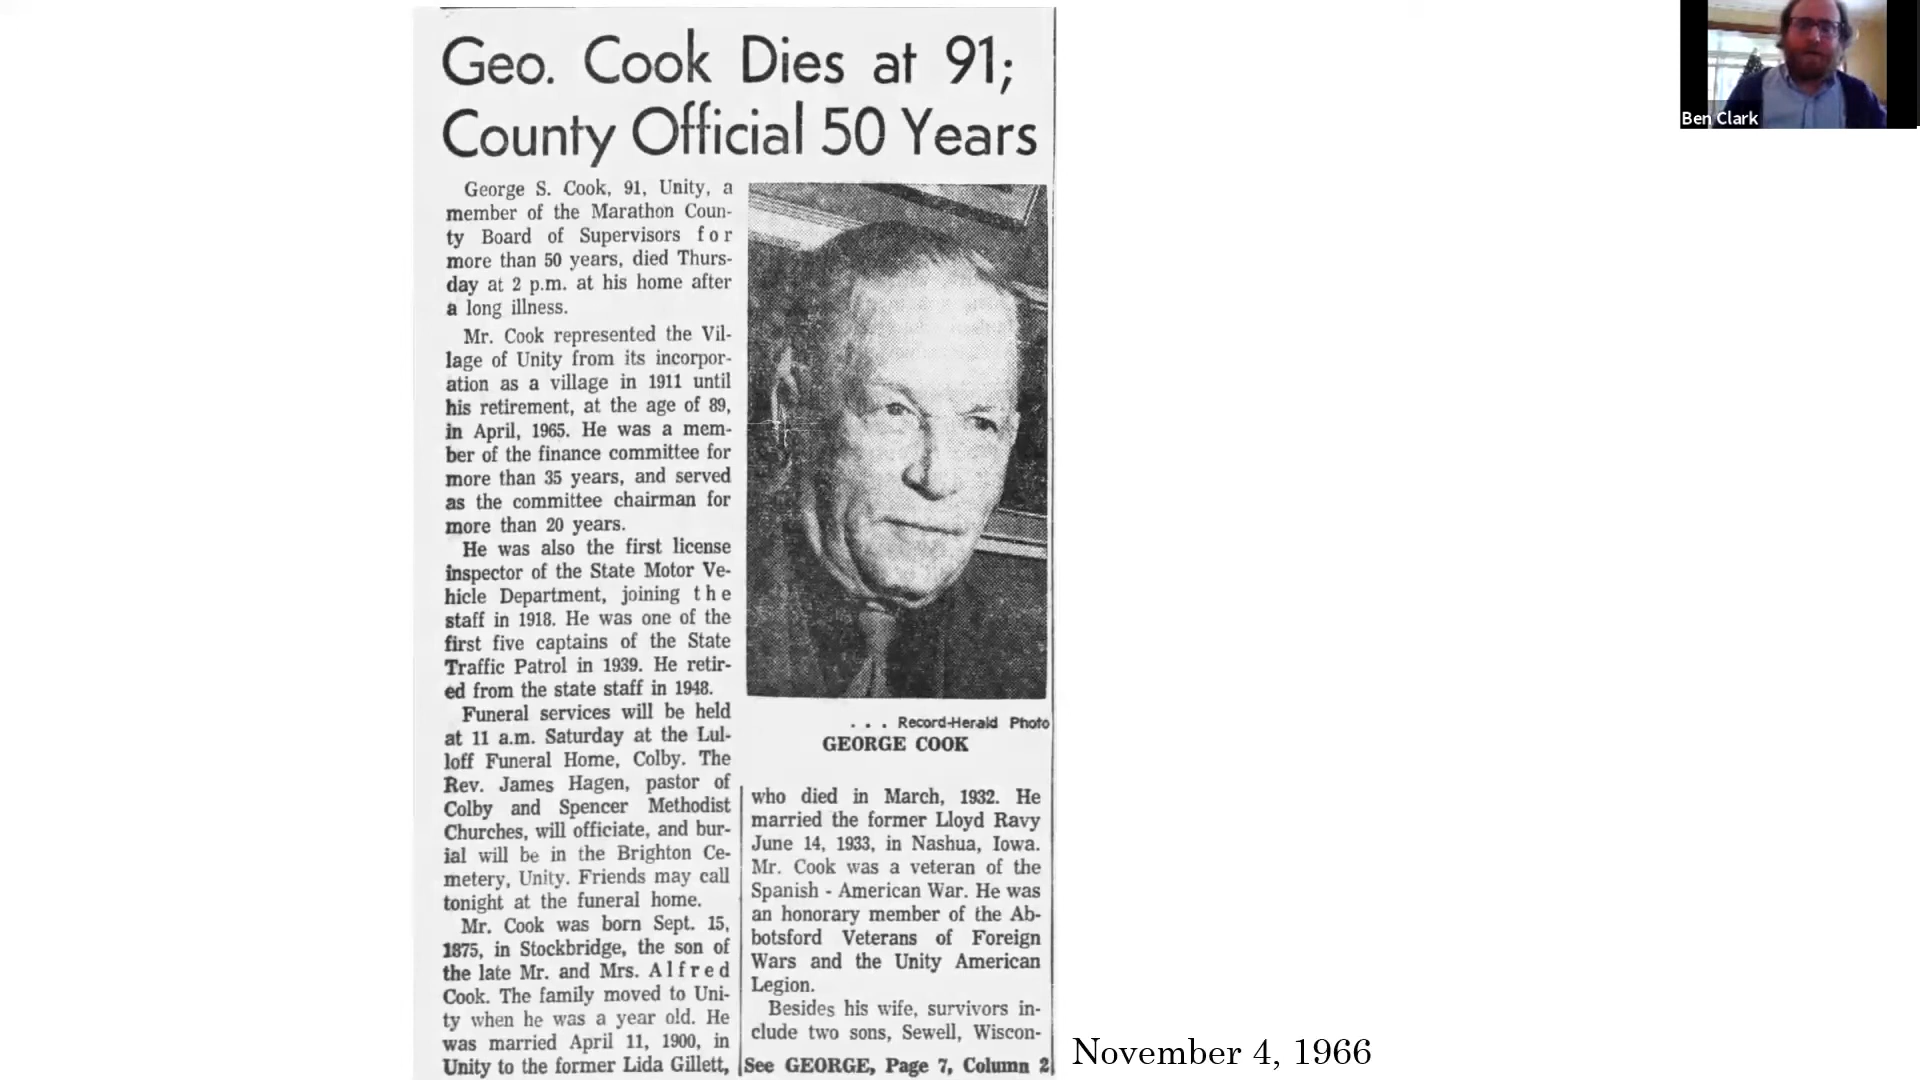 Geo. Cook Dies at 91;
County Official 50 Years
George S. Cook, 91, Unity, a
member of the Marathon Coun-
ty Board of Supervisors for
more than 50 years, died Thurs-
day at 2 p.m. at his home after
a long illness.
Mr. Cook represented the Vil-
lage of Unity from its incorpor-
ation as a village in 1911 until
his retirement, at the age of 89,
in April, 1965. He was a mem-
ber of the finance committee for
more than 35 years, and served
as the committee chairman for
more than 20 years.
He was also the first license
inspector of the State Motor Ve-
hicle Department, joining the
staff in 1918. He was one of the
first five captains of the State
Traffic Patrol in 1939. He retir-
ed from the state staff in 1948.
Funeral services will be held
at 11 a.m. Saturday at the Lul-
loff Funeral Home, Colby. The
Rev. James Hagen, pastor of
Colby and Spencer Methodist
Churches, will officiate, and bur-
ial will be in the Brighton Ce-
metery, Unity. Friends may call
tonight at the funeral home.
Mr. Cook was born Sept. 15,
1875, in Stockbridge, the son of
the late Mr. and Mrs. Alfred
Cook. The family moved to Uni-
ty when he was a year old. He
was married April 11, 1900, in
Unity to the former Lida Gillett,
. . . Record-Herald Photo
GEORGE COOK
who died in March, 1932. He
married the former Lloyd Ravy
June 14, 1933, in Nashua, Iowa.
Mr. Cook was a veteran of the
Spanish - American War. He was
an honorary member of the Ab-
botsford Veterans of Foreign
Wars and the Unity American
Legion.
Besides his wife, survivors in-
clude two sons, Sewell, Wiscon-
See GEORGE, Page 7, Column 2
November 4, 1966
Ben Clark